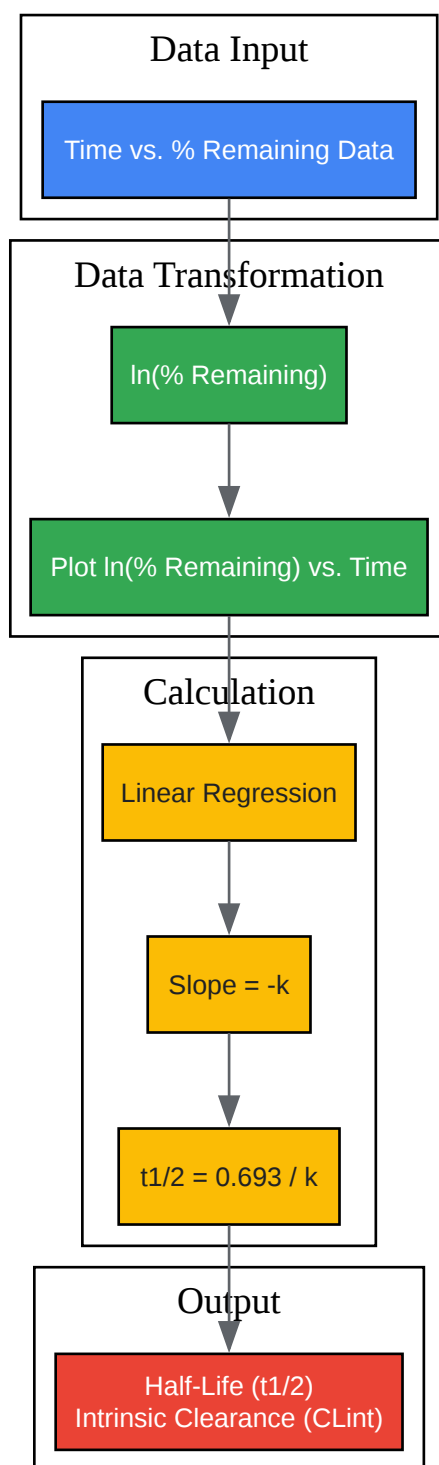 Data Input
Time vs. % Remaining Data
Data Transformation
ln(% Remaining)
Plot ln(% Remaining) vs. Time
Calculation
Linear Regression
Slope = -k
t1/2 = 0.693 / k
Output
Half-Life (t1/2)
Intrinsic Clearance (CLint)